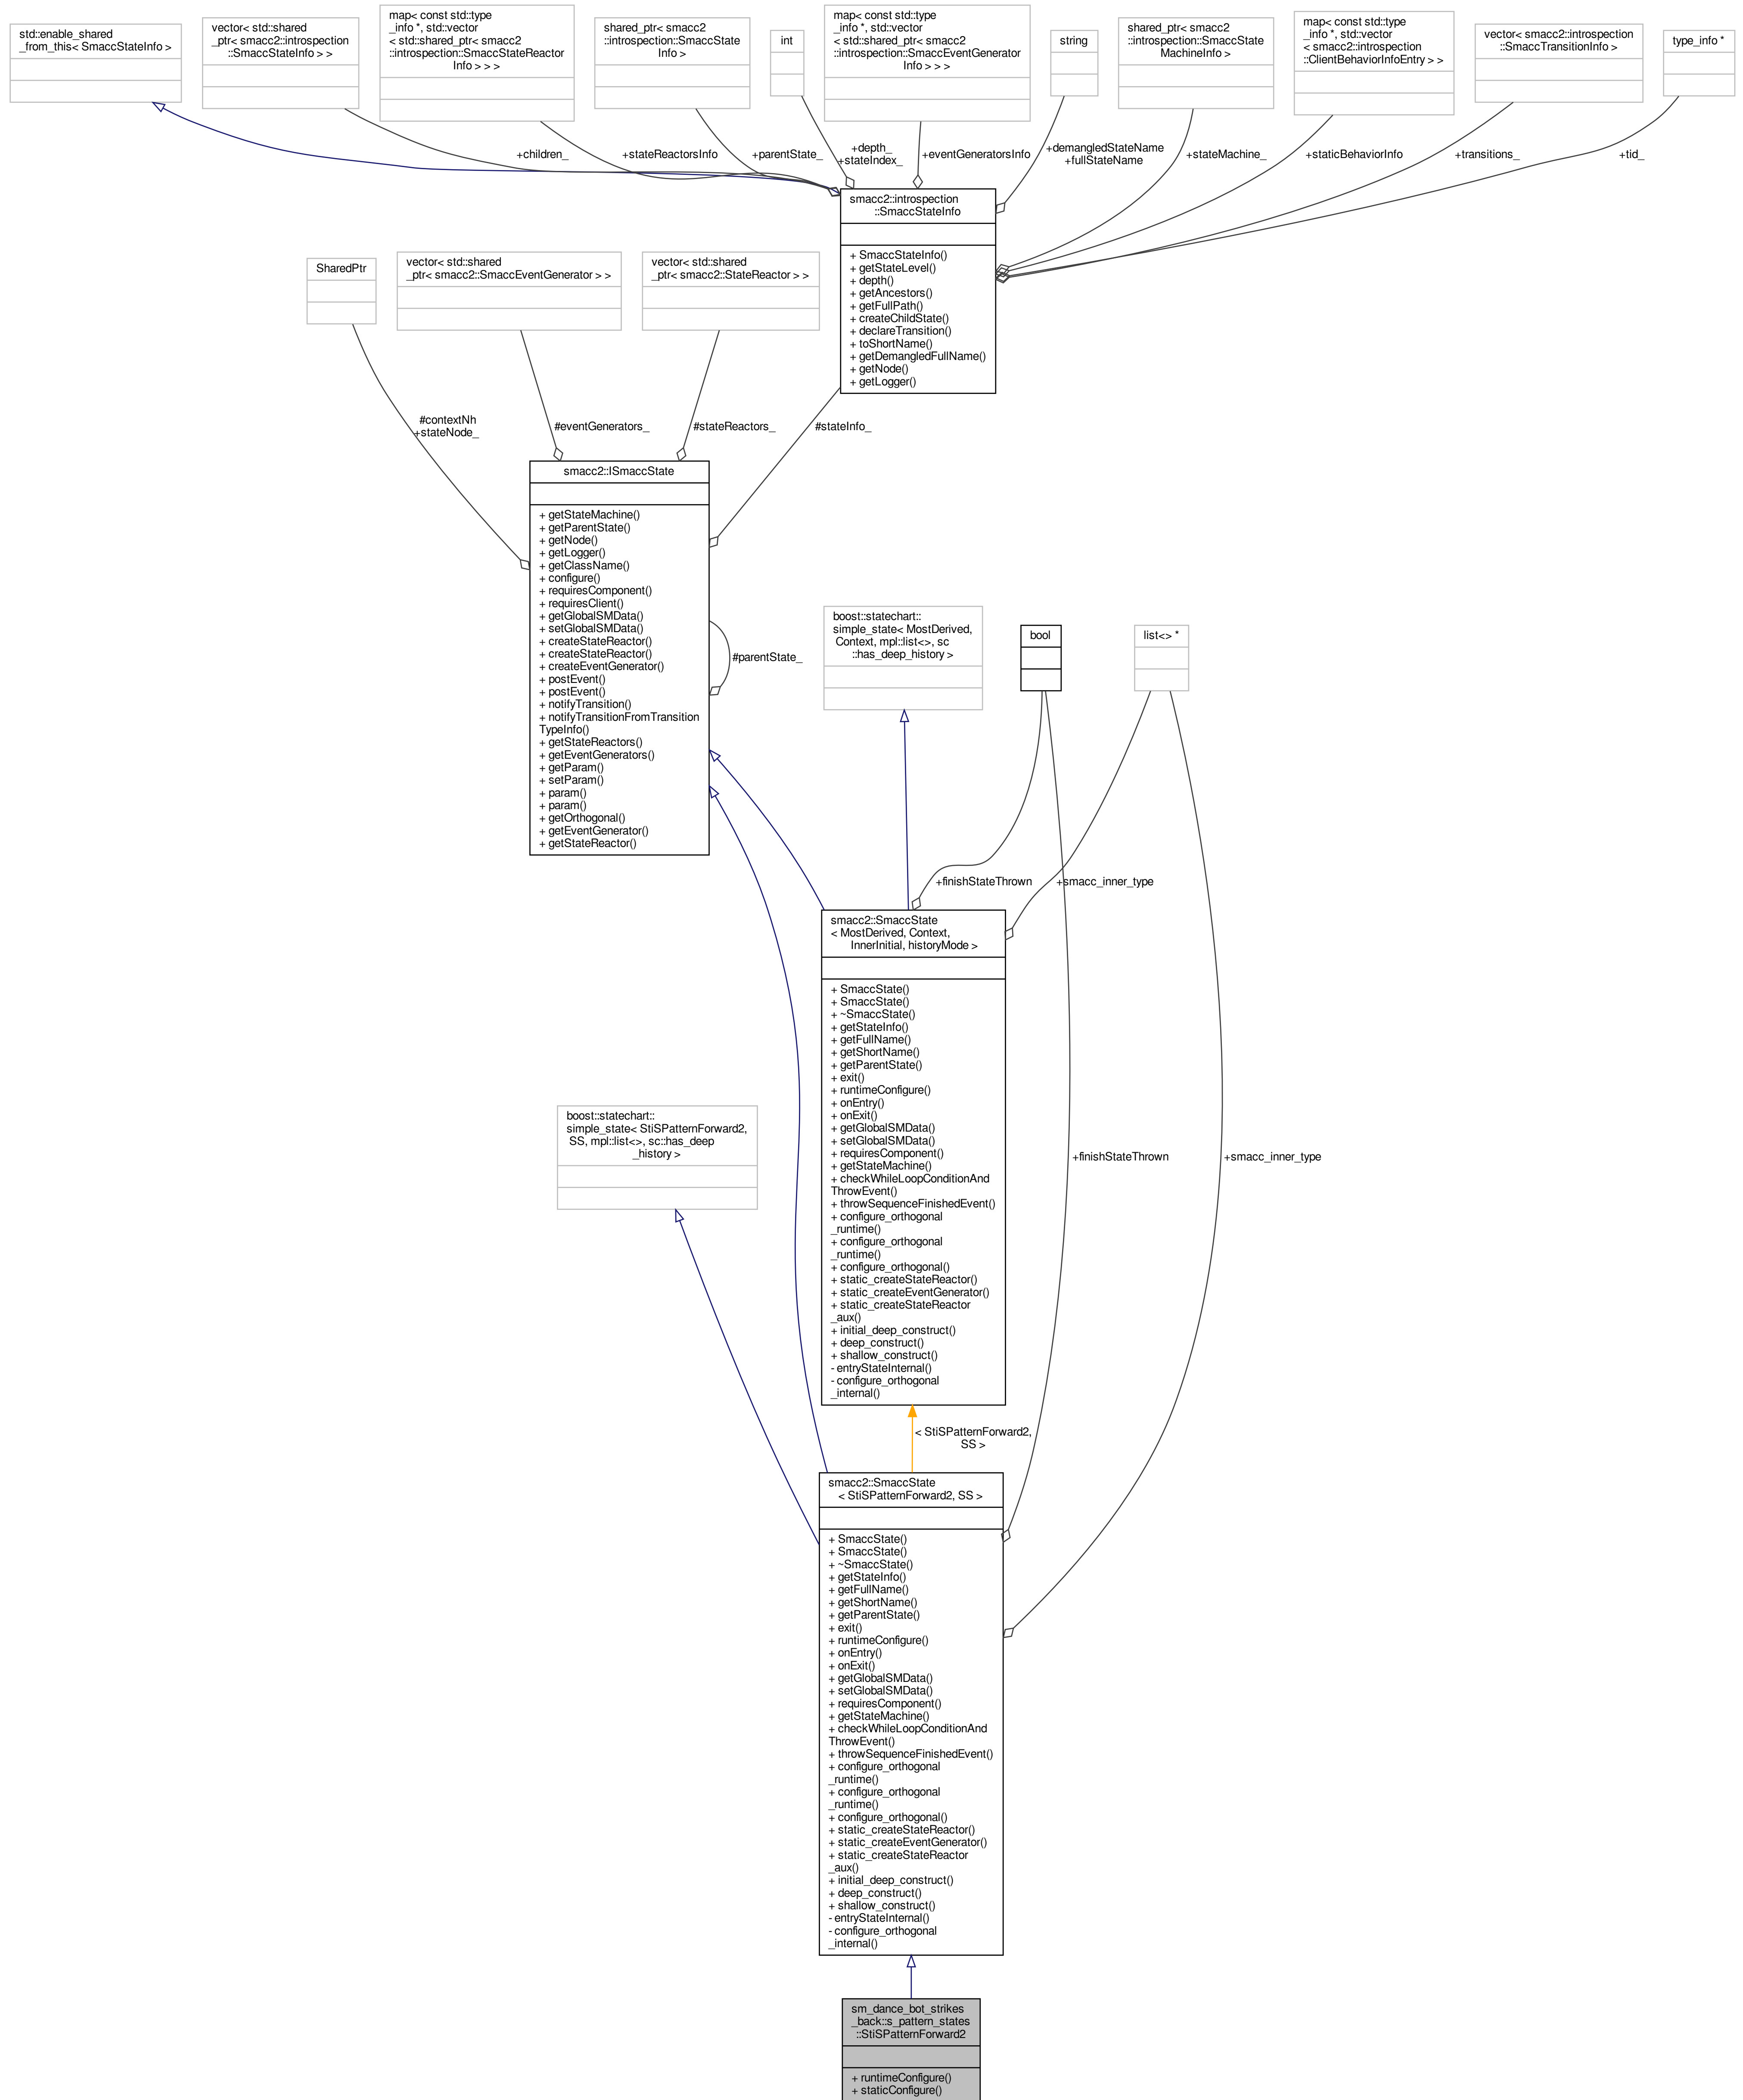 std::enable_shared
_from_this< SmaccStateInfo >
vector< std::shared
_ptr< smacc2::introspection
::SmaccStateInfo > >
map< const std::type
_info *, std::vector
< std::shared_ptr< smacc2
::introspection::SmaccStateReactor
Info > > >
shared_ptr< smacc2
::introspection::SmaccState
Info >
int
map< const std::type
_info *, std::vector
< std::shared_ptr< smacc2
::introspection::SmaccEventGenerator
Info > > >
string
shared_ptr< smacc2
::introspection::SmaccState
MachineInfo >
map< const std::type
_info *, std::vector
< smacc2::introspection
::ClientBehaviorInfoEntry > >
vector< smacc2::introspection
::SmaccTransitionInfo >
type_info *
+children_
+stateReactorsInfo
+parentState_
+depth_
+stateIndex_
+eventGeneratorsInfo
+demangledStateName
+fullStateName
+stateMachine_
+staticBehaviorInfo
+transitions_
+tid_
smacc2::introspection
::SmaccStateInfo
+ SmaccStateInfo()
+ getStateLevel()
+ depth()
+ getAncestors()
+ getFullPath()
+ createChildState()
+ declareTransition()
+ toShortName()
+ getDemangledFullName()
+ getNode()
+ getLogger()
SharedPtr
vector< std::shared
_ptr< smacc2::SmaccEventGenerator > >
vector< std::shared
_ptr< smacc2::StateReactor > >
#contextNh
+stateNode_
#eventGenerators_
#stateReactors_
#stateInfo_
smacc2::ISmaccState
+ getStateMachine()
+ getParentState()
+ getNode()
+ getLogger()
+ getClassName()
+ configure()
+ requiresComponent()
+ requiresClient()
+ getGlobalSMData()
+ setGlobalSMData()
+ createStateReactor()
+ createStateReactor()
+ createEventGenerator()
+ postEvent()
+ postEvent()
+ notifyTransition()
+ notifyTransitionFromTransition
TypeInfo()
+ getStateReactors()
+ getEventGenerators()
+ getParam()
+ setParam()
+ param()
+ param()
+ getOrthogonal()
+ getEventGenerator()
+ getStateReactor()
#parentState_
boost::statechart::
simple_state< MostDerived,
Context, mpl::list<>, sc
::has_deep_history >
bool
list<> *
+finishStateThrown
+smacc_inner_type
smacc2::SmaccState
< MostDerived, Context,
InnerInitial, historyMode >
+ SmaccState()
+ SmaccState()
+ ~SmaccState()
+ getStateInfo()
+ getFullName()
+ getShortName()
+ getParentState()
+ exit()
+ runtimeConfigure()
+ onEntry()
+ onExit()
+ getGlobalSMData()
+ setGlobalSMData()
+ requiresComponent()
+ getStateMachine()
+ checkWhileLoopConditionAnd
ThrowEvent()
+ throwSequenceFinishedEvent()
+ configure_orthogonal
_runtime()
+ configure_orthogonal
_runtime()
+ configure_orthogonal()
+ static_createStateReactor()
+ static_createEventGenerator()
+ static_createStateReactor
_aux()
+ initial_deep_construct()
+ deep_construct()
+ shallow_construct()
- entryStateInternal()
- configure_orthogonal
_internal()
boost::statechart::
simple_state< StiSPatternForward2,
SS, mpl::list<>, sc::has_deep
_history >
+finishStateThrown
+smacc_inner_type
< StiSPatternForward2,
SS >
smacc2::SmaccState
< StiSPatternForward2, SS >
+ SmaccState()
+ SmaccState()
+ ~SmaccState()
+ getStateInfo()
+ getFullName()
+ getShortName()
+ getParentState()
+ exit()
+ runtimeConfigure()
+ onEntry()
+ onExit()
+ getGlobalSMData()
+ setGlobalSMData()
+ requiresComponent()
+ getStateMachine()
+ checkWhileLoopConditionAnd
ThrowEvent()
+ throwSequenceFinishedEvent()
+ configure_orthogonal
_runtime()
+ configure_orthogonal
_runtime()
+ configure_orthogonal()
+ static_createStateReactor()
+ static_createEventGenerator()
+ static_createStateReactor
_aux()
+ initial_deep_construct()
+ deep_construct()
+ shallow_construct()
- entryStateInternal()
- configure_orthogonal
_internal()
sm_dance_bot_strikes
_back::s_pattern_states
::StiSPatternForward2
+ runtimeConfigure()
+ staticConfigure()